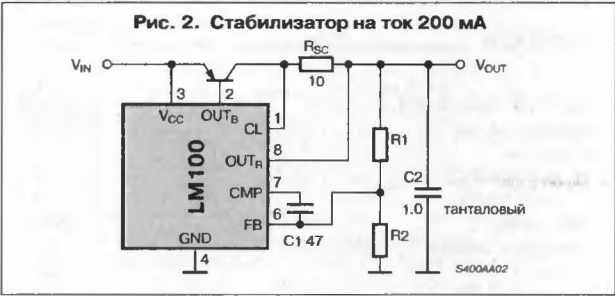 Рис. 2. Стабилизатор на ток 200 мА
V_IN
R_SC
V_OUT
10
3
2
V_CC
OUT_B
1
CL
R1
LM100
8
OUT_R
7
CMP
C2
1.0
танталовый
6
FB
C1 47
R2
GND
4
S400AA02